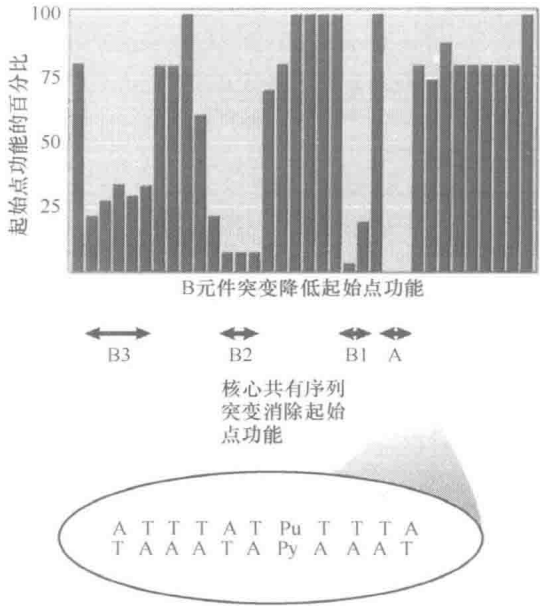 起始点功能的百分比
100
75
50
25
B元件突变降低起始点功能
B3 B2 B1 A
核心共有序列
突变消除起始
点功能
A T T T A T Pu T T T A
T A A A T A Py A A A T